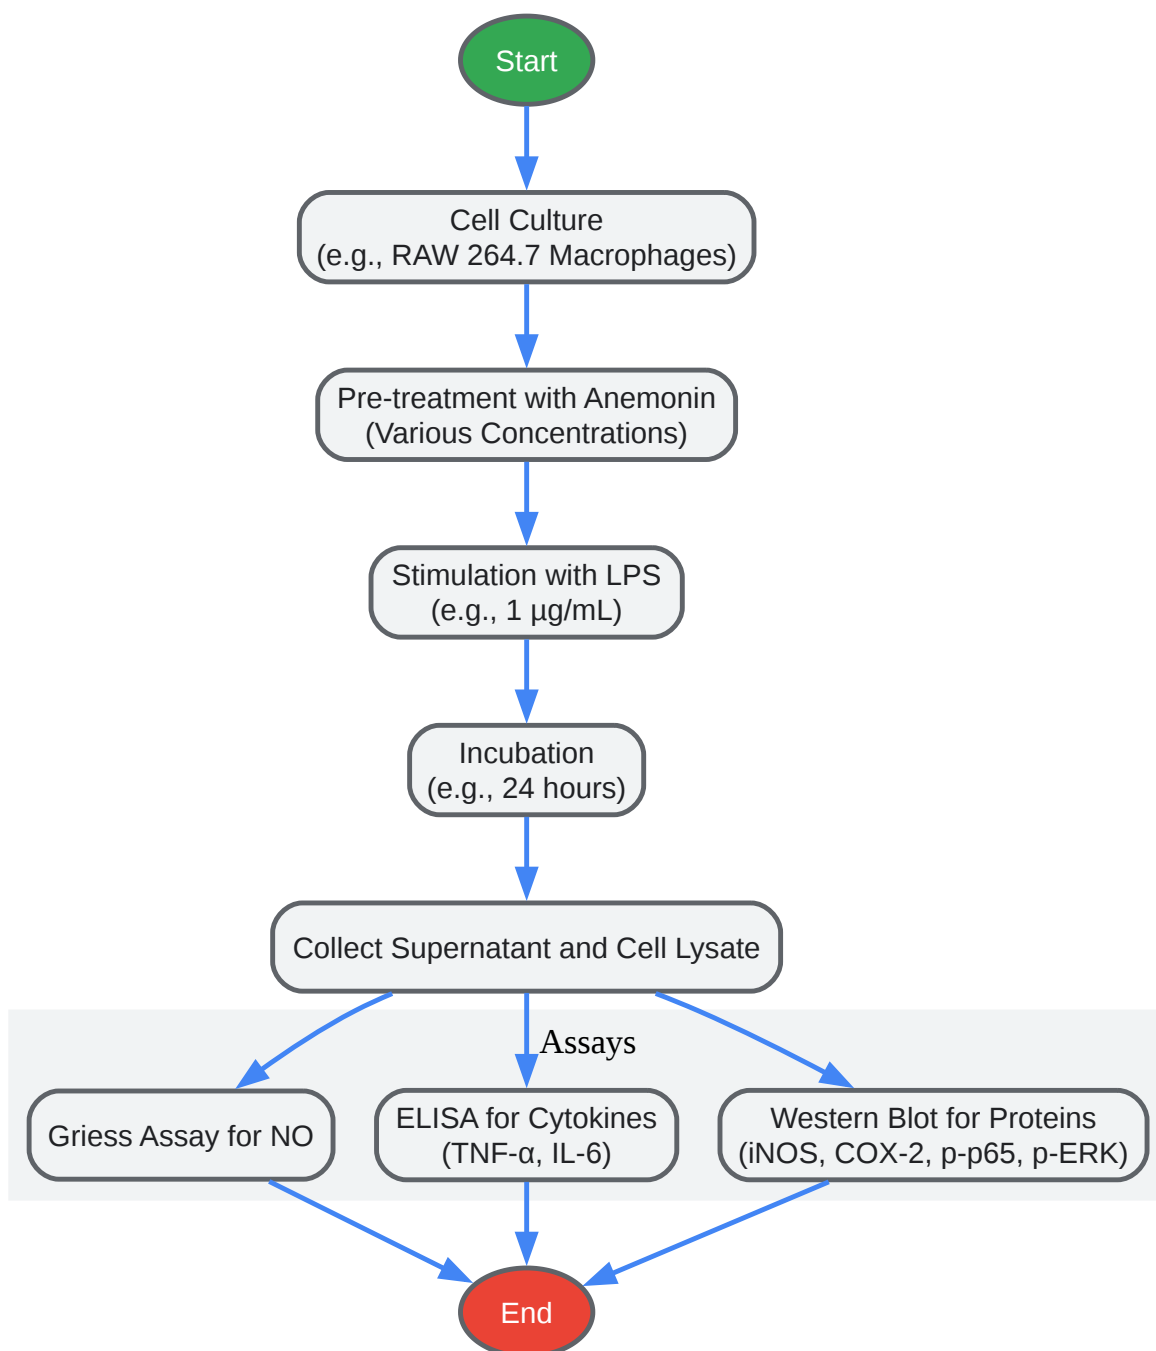 Start
Cell Culture
(e.g., RAW 264.7 Macrophages)
Pre-treatment with Anemonin
(Various Concentrations)
Stimulation with LPS
(e.g., 1 µg/mL)
Incubation
(e.g., 24 hours)
Collect Supernatant and Cell Lysate
Assays
Griess Assay for NO
ELISA for Cytokines
(TNF-α, IL-6)
Western Blot for Proteins
(iNOS, COX-2, p-p65, p-ERK)
End